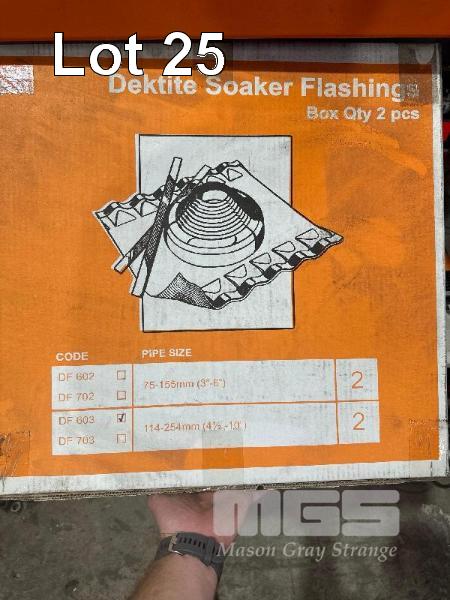 Lot 25
Dektite Soaker Flashings
Box Qty 2 pcs
CODE PIPE SIZE
DF 602
DF 702
75-155mm (3"-6") 2
DF 603
DF 703
114-254mm (4½"-10") 2
MGS
Mason Gray Strange